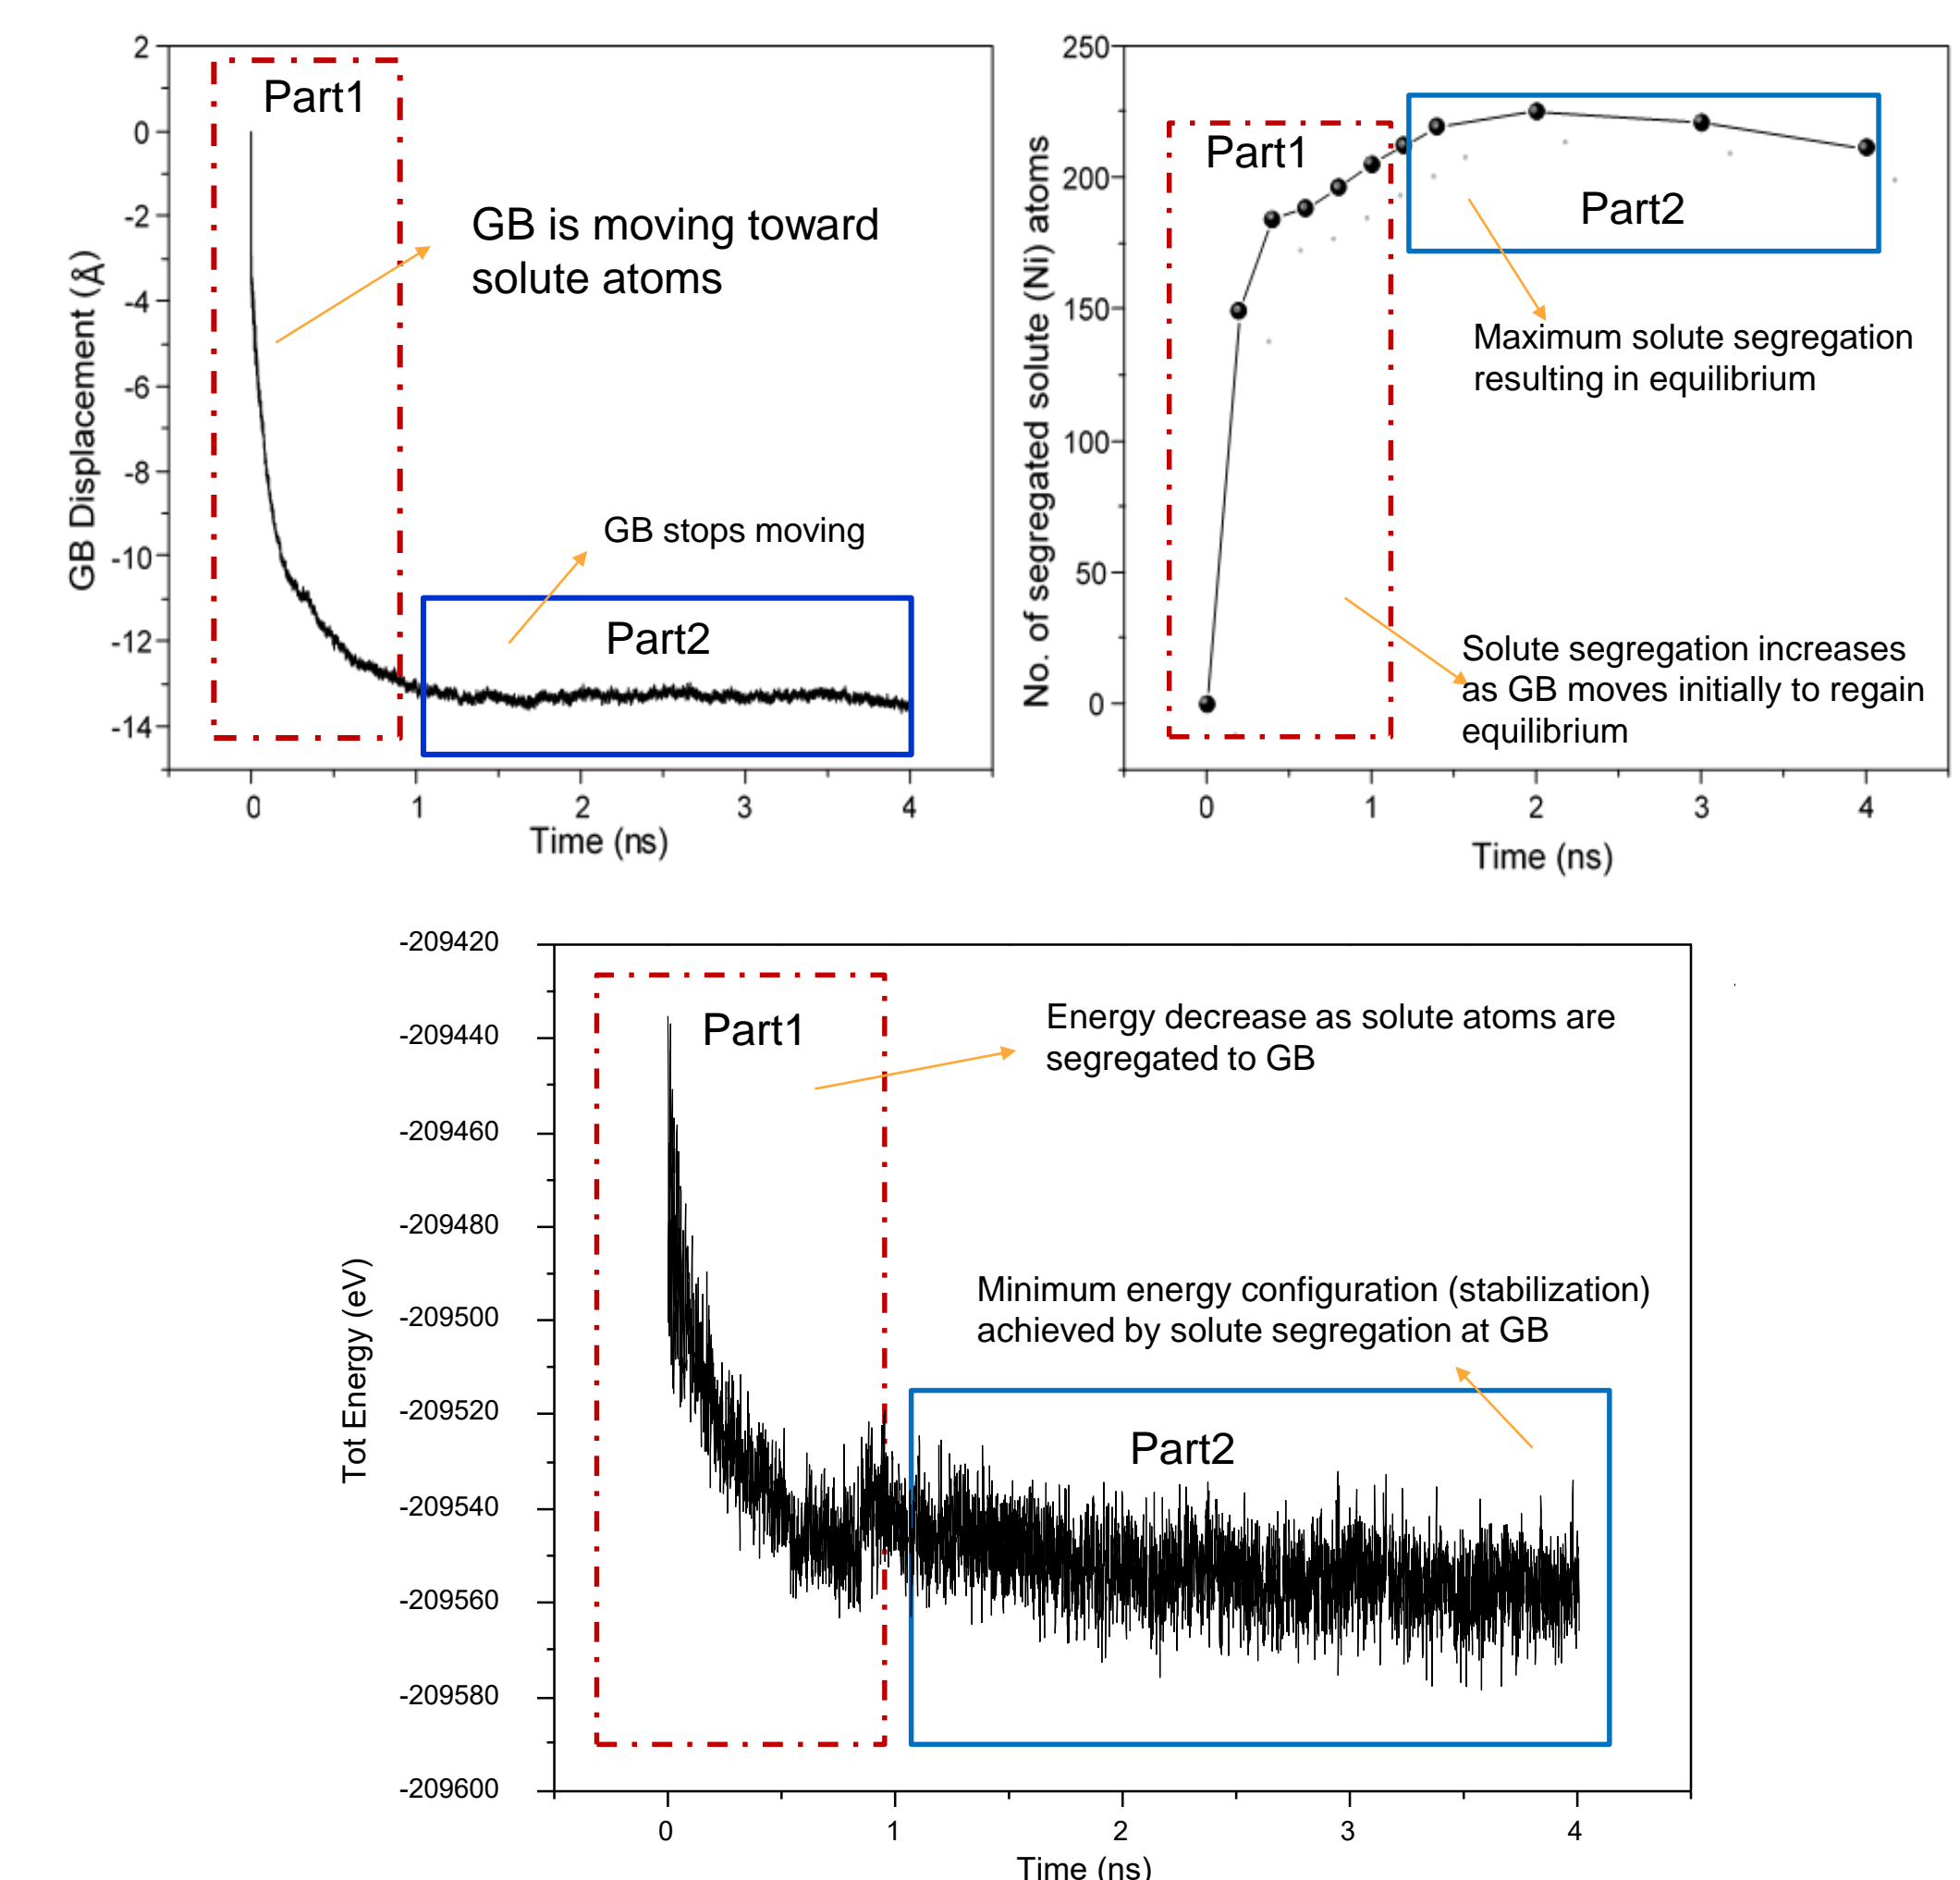 2
0
-2
-4
-6
-8
-10
-12
-14
GB Displacement (Å)
Part1
GB is moving toward
solute atoms
GB stops moving
Part2
0
1
2
3
4
Time (ns)
250
200
150
100
50
0
No. of segregated solute (Ni) atoms
Part1
Part2
Maximum solute segregation
resulting in equilibrium
Solute segregation increases
as GB moves initially to regain
equilibrium
0
1
2
3
4
Time (ns)
-209420
-209440
-209460
-209480
-209500
-209520
-209540
-209560
-209580
-209600
Tot Energy (eV)
Part1
Energy decrease as solute atoms are
segregated to GB
Minimum energy configuration (stabilization)
achieved by solute segregation at GB
Part2
0
1
2
3
4
Time (ns)